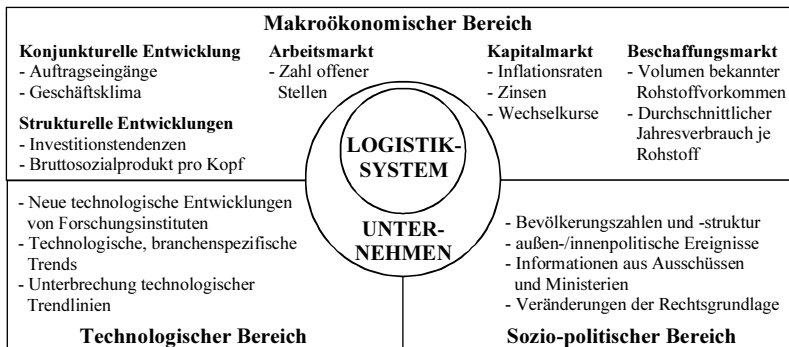 Makroökonomischer Bereich
Konjunkturelle Entwicklung
- Auftragseingänge
- Geschäftsklima
Strukturelle Entwicklungen
- Investitionstendenzen
- Bruttosozialprodukt pro Kopf
Arbeitsmarkt
- Zahl offener
Stellen
Kapitalmarkt
- Inflationsraten
- Zinsen
- Wechselkurse
Beschaffungsmarkt
- Volumen bekannter
Rohstoffvorkommen
- Durchschnittlicher
Jahresverbrauch je
Rohstoff
LOGISTIK-
SYSTEM
UNTER-
NEHMEN
- Neue technologische Entwicklungen
von Forschungsinstituten
- Technologische, branchenspezifische
Trends
- Unterbrechung technologischer
Trendlinien
Technologischer Bereich
- Bevölkerungszahlen und -struktur
- außen-/innenpolitische Ereignisse
- Informationen aus Ausschüssen
und Ministerien
- Veränderungen der Rechtsgrundlage
Sozio-politischer Bereich